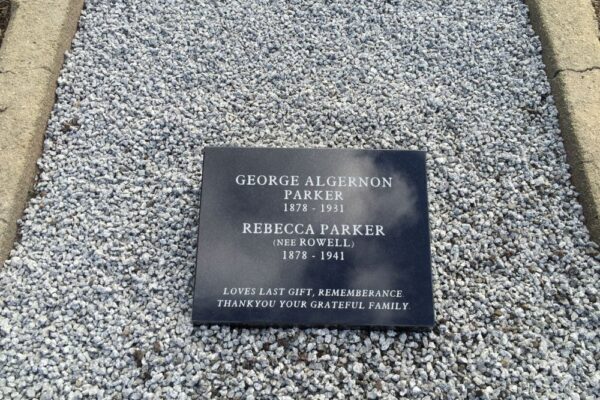 GEORGE ALGERNON
PARKER
1878 - 1931
REBECCA PARKER
(NEE ROWELL)
1878 - 1941
LOVES LAST GIFT, REMEMBERANCE.
THANKYOU YOUR GRATEFUL FAMILY.